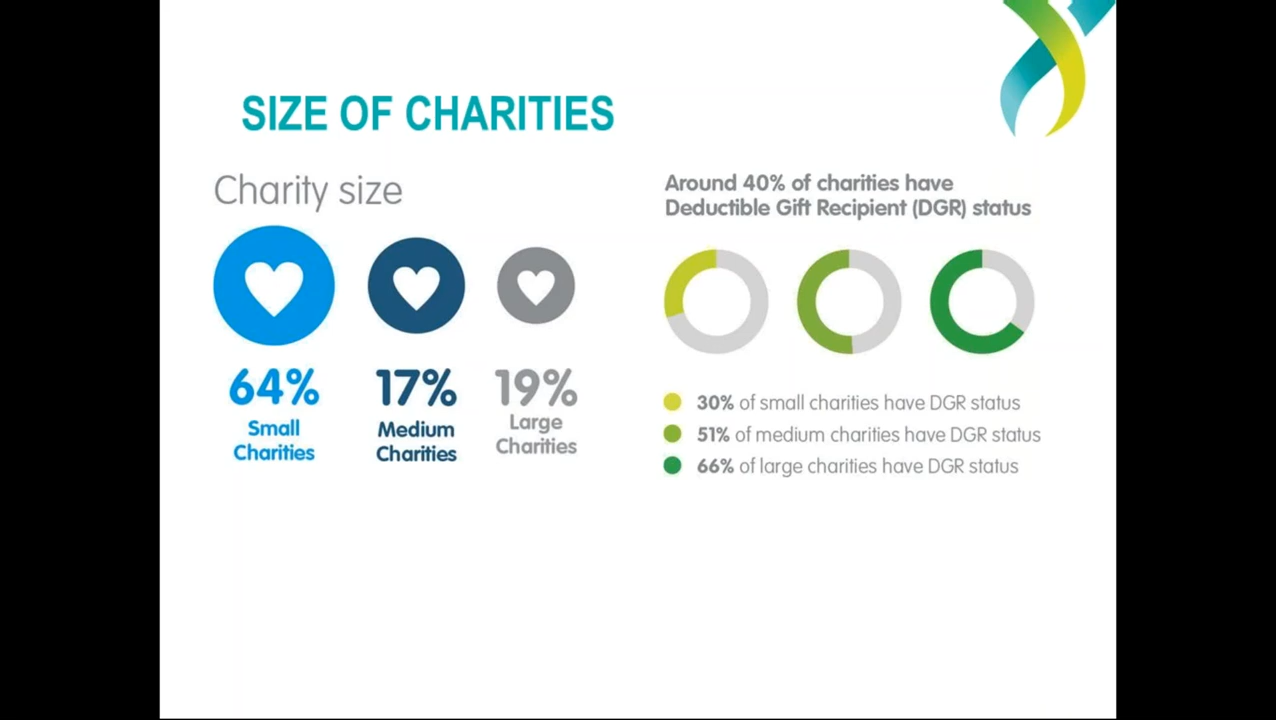 SIZE OF CHARITIES
Charity size
64%
Small
Charities
17%
Medium
Charities
19%
Large
Charities
Around 40% of charities have
Deductible Gift Recipient (DGR) status
30% of small charities have DGR status
51% of medium charities have DGR status
66% of large charities have DGR status